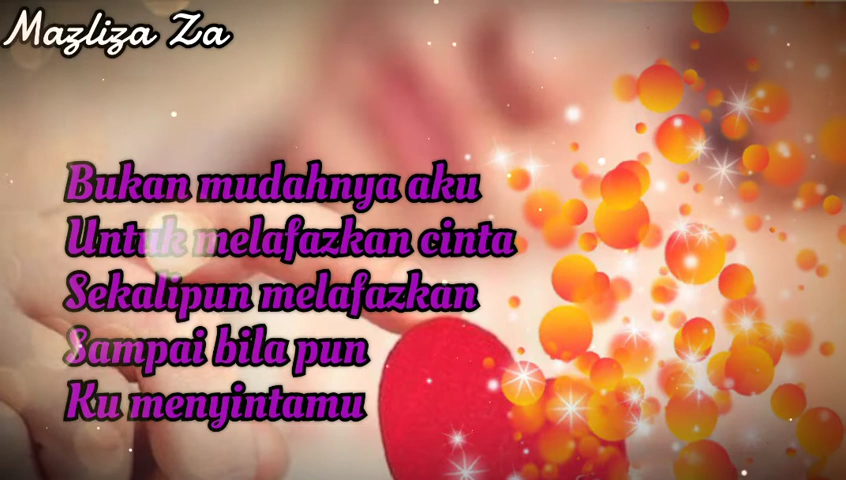 Mazliza Za
Bukan mudahnya aku
Untuk melafazkan cinta
Sekalipun melafazkan
Sampai bila pun
Ku menyintamu